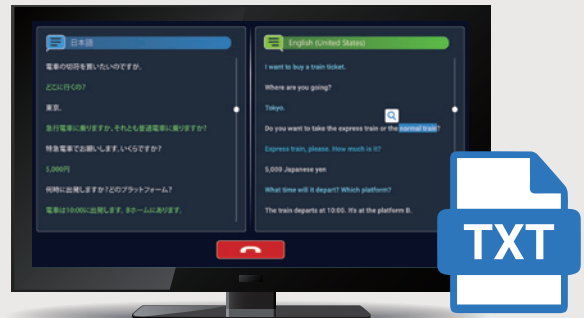 日本語
電車の切符を買いたいのですが。
どこに行くの?
東京。
急行電車に乗りますか、それとも普通電車に乗りますか?
特急電車でお願いします。いくらですか?
5,000円
何時に出発しますか?どのプラットフォーム?
電車は10:00に出発します。Bホームにあります。
English (United States)
I want to buy a train ticket.
Where are you going?
Tokyo.
Do you want to take the express train or the normal train?
Express train, please. How much is it?
5,000 Japanese yen
What time will it depart? Which platform?
The train departs at 10:00. It's at the platform B.
TXT